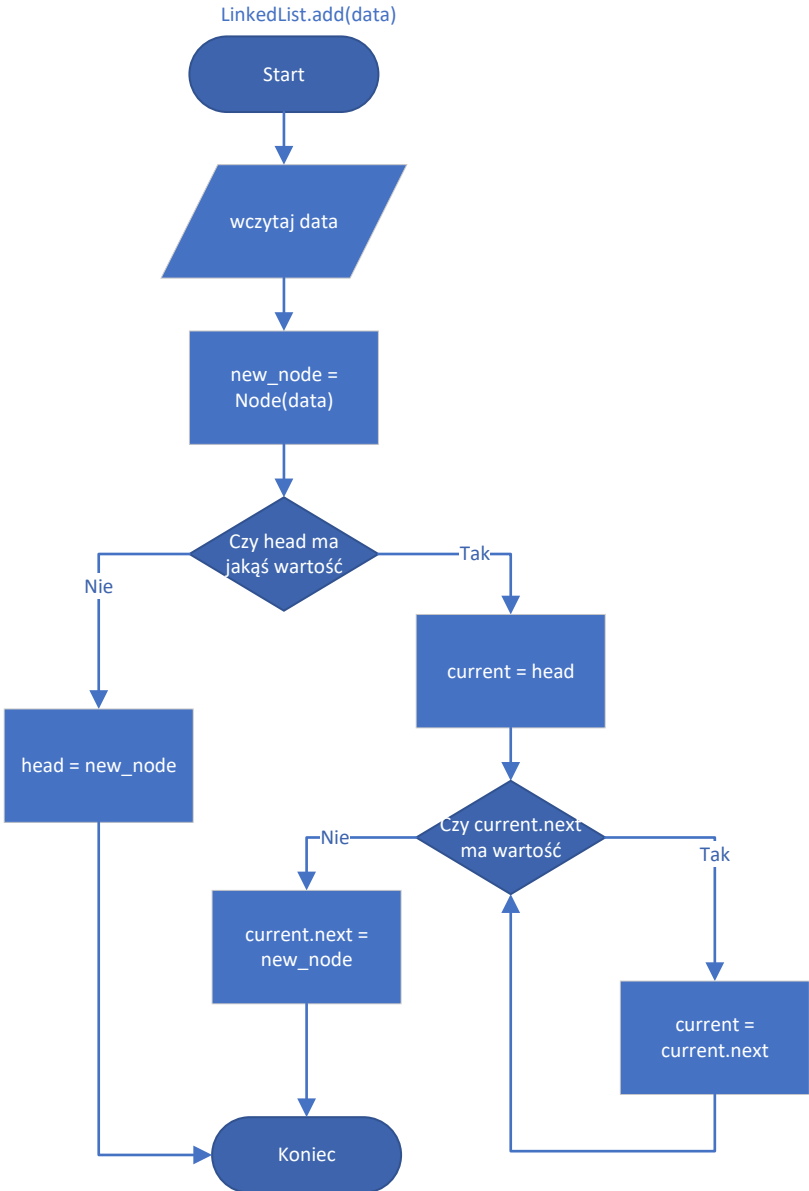 LinkedList.add(data)
Start
wczytaj data
new_node =
Node(data)
Czy head ma
jakąś wartość
Nie
Tak
head = new_node
current = head
Czy current.next
ma wartość
Nie
Tak
current.next =
new_node
current =
current.next
Koniec